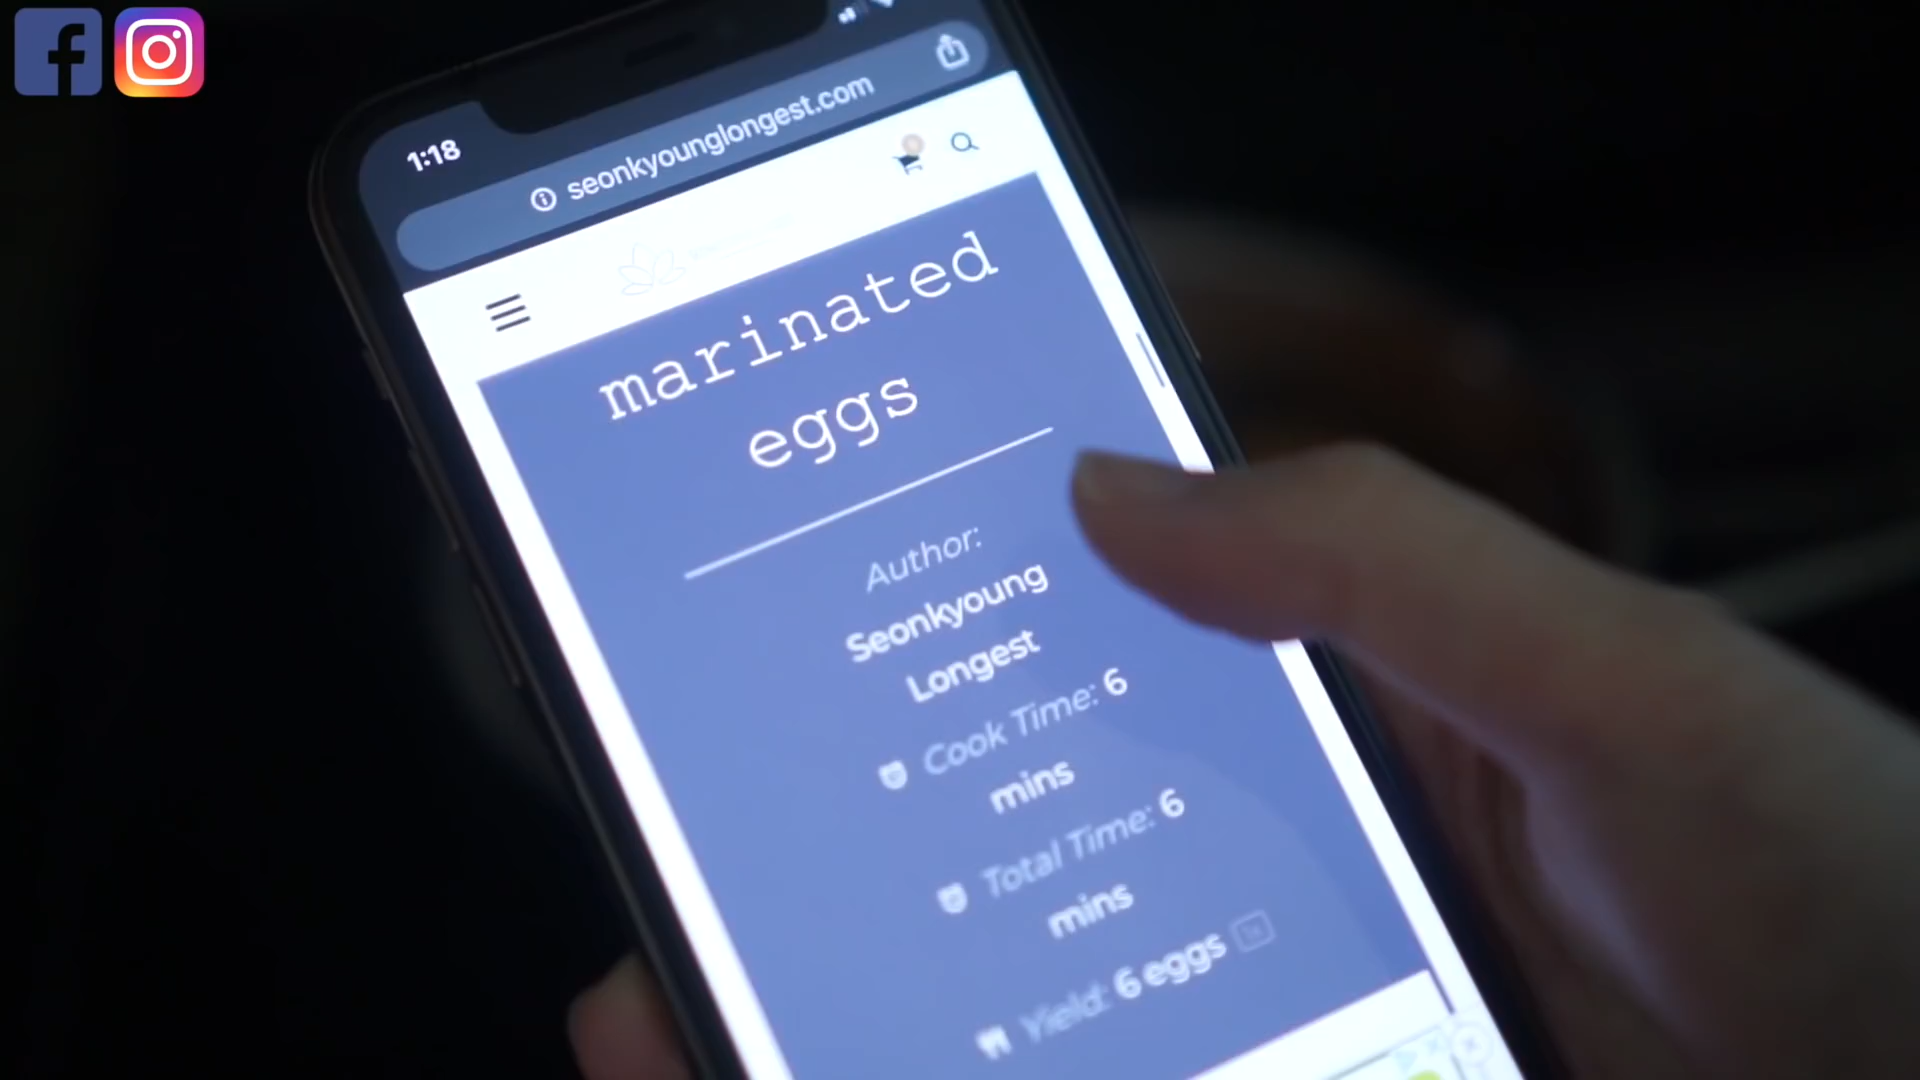 1:18
seonkyounglongest.com
marinated
eggs
Author:
Seonkyoung
Longest
Cook Time: 6
mins
Total Time: 6
mins
Yield: 6 eggs